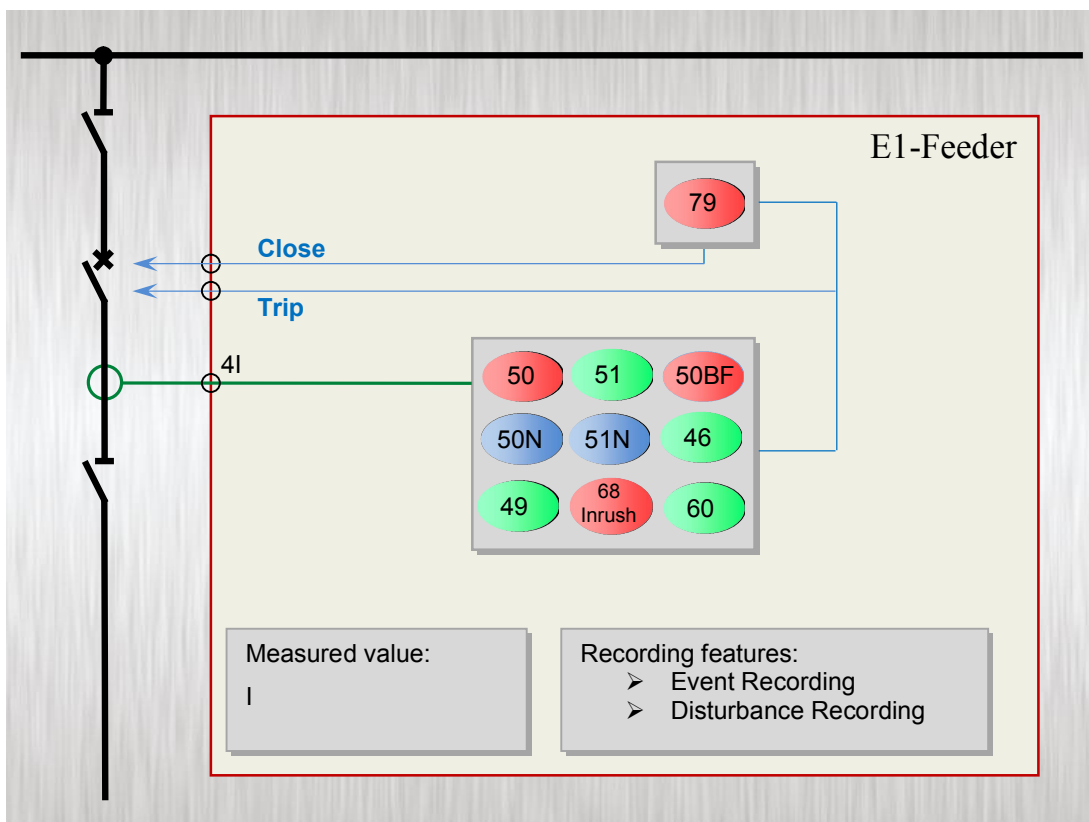 E1-Feeder
79
Close
Trip
4I
50 51 50BF
50N 51N 46
49 68 Inrush 60
Measured value:
I
Recording features:
➢ Event Recording
➢ Disturbance Recording